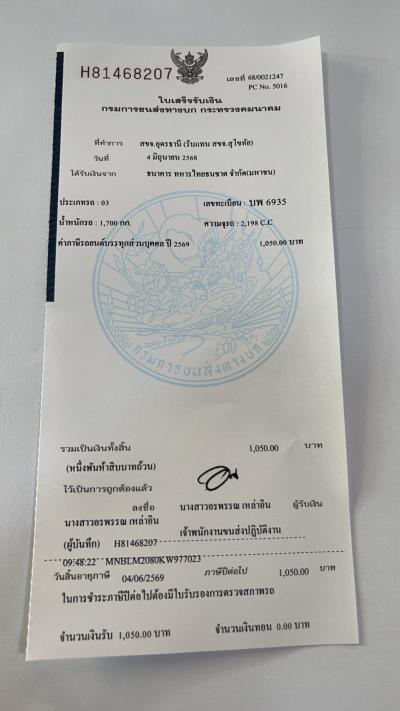 H81468207
เลขที่ 68/0021247
PC No. 5016
ใบเสร็จรับเงิน
กรมการขนส่งทางบก กระทรวงคมนาคม
ที่ทำการ สขจ.อุดรธานี (รับแทน สขจ.สุโขทัย)
วันที่ 4 มิถุนายน 2568
ได้รับเงินจาก ธนาคาร ทหารไทยธนชาต จำกัด(มหาชน)
ประเภทรถ : 03 เลขทะเบียน : บพ 6935
น้ำหนักรถ : 1,700 กก. ความจุรถ : 2,198 C.C
ค่าภาษีรถยนต์บรรทุกส่วนบุคคล ปี 2569 1,050.00 บาท
กรมการขนส่งทางบก
รวมเป็นเงินทั้งสิ้น 1,050.00 บาท
(หนึ่งพันห้าสิบบาทถ้วน)
ไว้เป็นการถูกต้องแล้ว
ลงชื่อ นางสาวอรพรรณ เหล่าอิน ผู้รับเงิน
นางสาวอรพรรณ เหล่าอิน เจ้าพนักงานขนส่งปฏิบัติงาน
(ผู้บันทึก) H81468207
09:48:22 MNBLM2080KW977023
วันสิ้นอายุภาษี 04/06/2569 ภาษีปีต่อไป 1,050.00 บาท
ในการชำระภาษีปีต่อไปต้องมีใบรับรองการตรวจสภาพรถ
จำนวนเงินรับ 1,050.00 บาท จำนวนเงินทอน 0.00 บาท